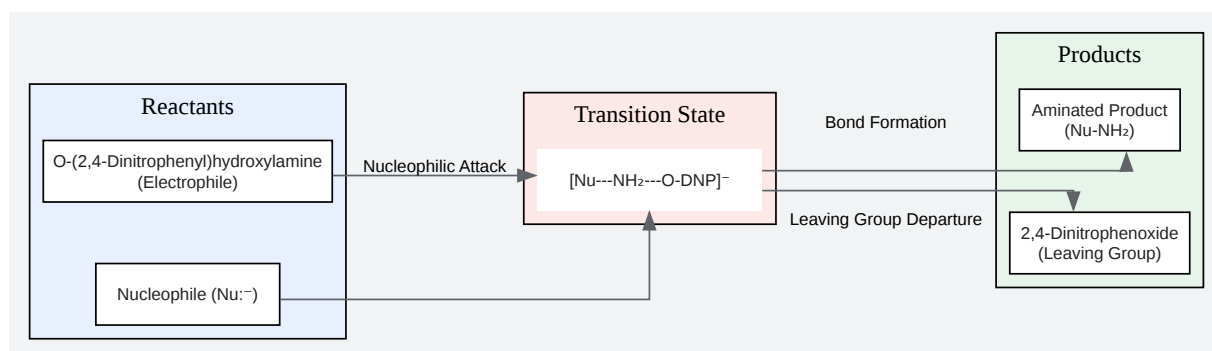 Reactants
O-(2,4-Dinitrophenyl)hydroxylamine
(Electrophile)
Nucleophile (Nu:⁻)
Nucleophilic Attack
Transition State
[Nu---NH₂---O-DNP]⁻
Bond Formation
Leaving Group Departure
Products
Aminated Product
(Nu-NH₂)
2,4-Dinitrophenoxide
(Leaving Group)